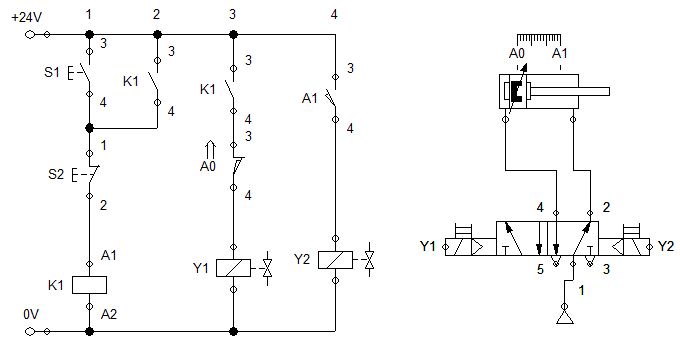 1 2 3 4
+24V
A0 A1
3 3 3 3
S1 K1 K1 A1
4 4 4 4
3
1
A0
S2
2 4
4 2
Y1 Y2
A1
Y1 Y2
5 3
K1
1
0V A2